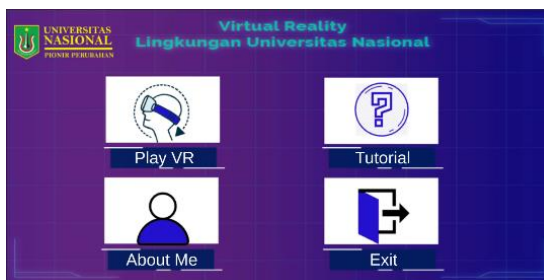 UNIVERSITAS
NASIONAL
PIONIR PERUBAHAN
Virtual Reality
Lingkungan Universitas Nasional
Play VR
Tutorial
About Me
Exit